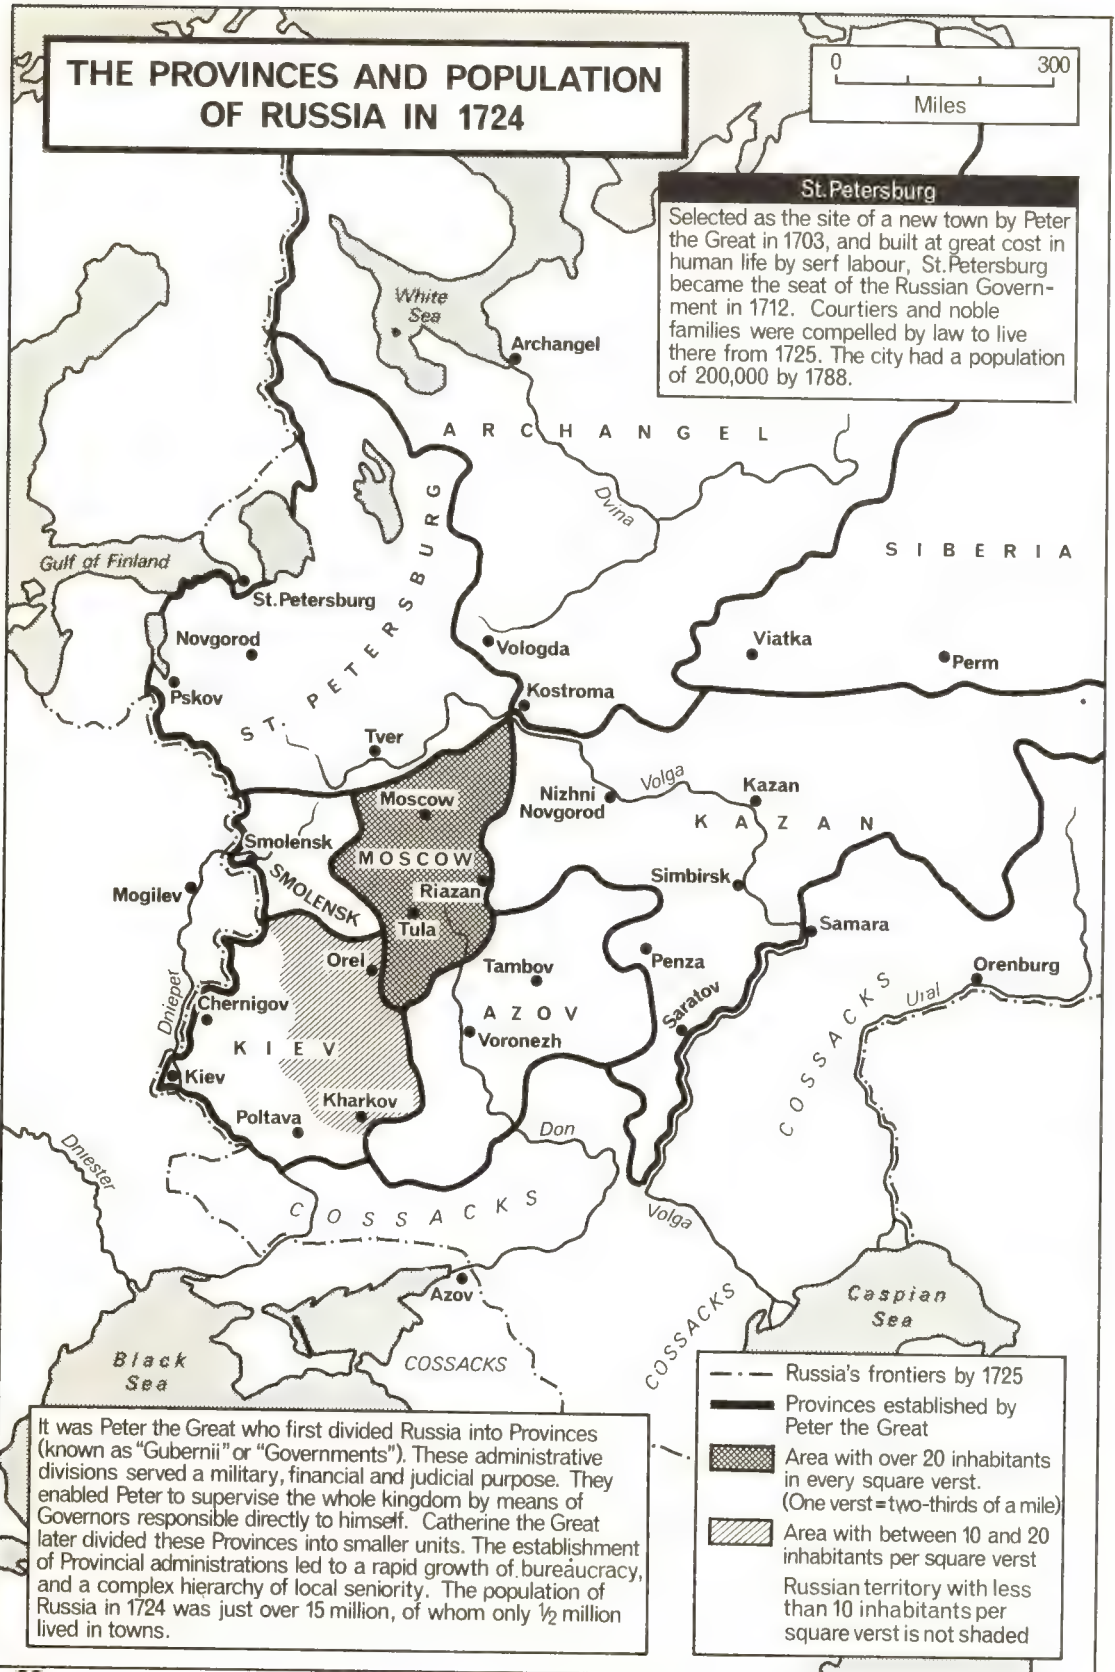 THE PROVINCES AND POPULATION
OF RUSSIA IN 1724
0 300
Miles
St. Petersburg
Selected as the site of a new town by Peter
the Great in 1703, and built at great cost in
human life by serf labour, St. Petersburg
became the seat of the Russian Govern-
ment in 1712. Courtiers and noble
families were compelled by law to live
there from 1725. The city had a population
of 200,000 by 1788.
White
Sea
Archangel
ARCHANGEL
Dvina
SIBERIA
Gulf of Finland
St. Petersburg
ST. PETERSBURG
Novgorod
Pskov
Vologda
Viatka
Perm
Kostroma
Tver
Moscow
Nizhni
Novgorod
Volga
Kazan
KAZAN
Smolensk
SMOLENSK
MOSCOW
Riazan
Tula
Mogilev
Simbirsk
Samara
Orel
Tambov
Penza
Orenburg
Ural
Dnieper
Chernigov
AZOV
Saratov
COSSACKS
KIEV
Voronezh
Kiev
Kharkov
Poltava
Don
Dniester
COSSACKS
Volga
Azov
COSSACKS
COSSACKS
Caspian
Sea
Black
Sea
Russia's frontiers by 1725
Provinces established by
Peter the Great
Area with over 20 inhabitants
in every square verst.
(One verst=two-thirds of a mile)
Area with between 10 and 20
inhabitants per square verst
Russian territory with less
than 10 inhabitants per
square verst is not shaded
It was Peter the Great who first divided Russia into Provinces
(known as "Gubernii" or "Governments"). These administrative
divisions served a military, financial and judicial purpose. They
enabled Peter to supervise the whole kingdom by means of
Governors responsible directly to himself. Catherine the Great
later divided these Provinces into smaller units. The establishment
of Provincial administrations led to a rapid growth of bureaucracy,
and a complex hierarchy of local seniority. The population of
Russia in 1724 was just over 15 million, of whom only ½ million
lived in towns.